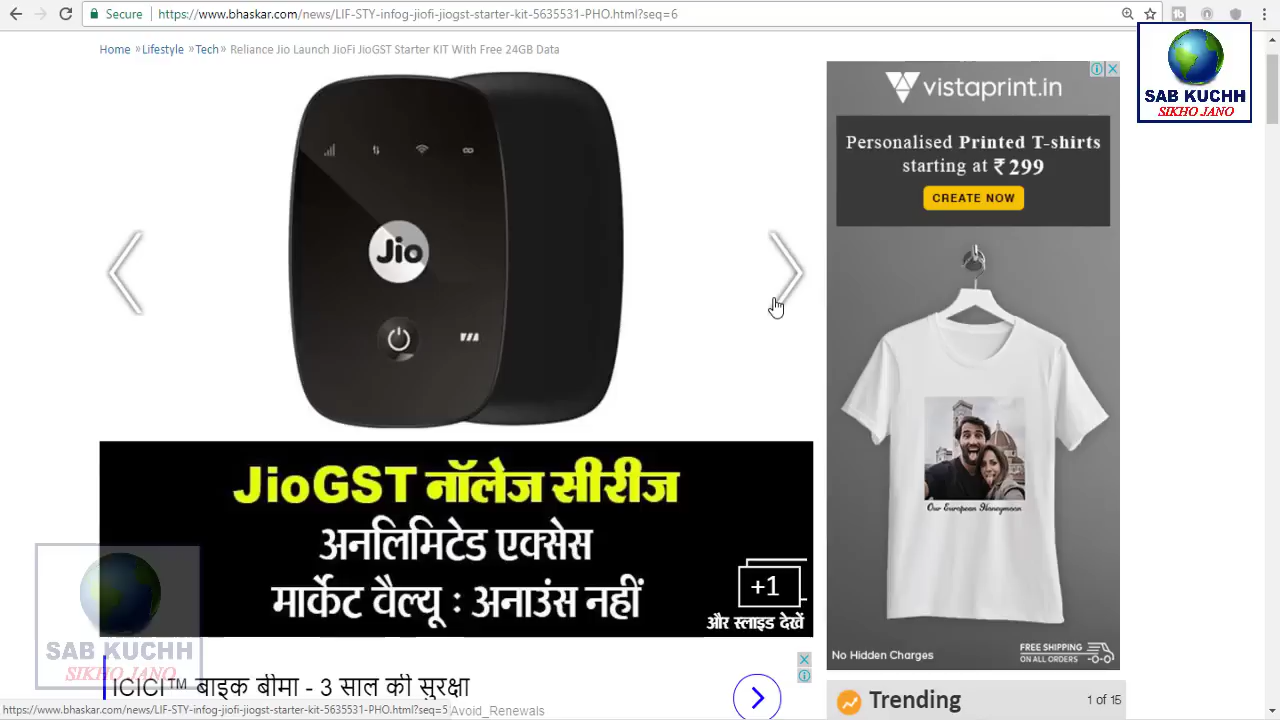 Secure
https://www.bhaskar.com/news/LIF-STY-infog-jiofi-jiogst-starter-kit-5635531-PHO.html?seq=6
Home » Lifestyle » Tech » Reliance Jio Launch JioFi JioGST Starter KIT With Free 24GB Data
SAB KUCHH
SIKHO JANO
Jio
vistaprint.in
Personalised Printed T-shirts
starting at ₹ 299
CREATE NOW
Our European Honeymoon
No Hidden Charges
FREE SHIPPING
ON ALL ORDERS
JioGST नॉलेज सीरीज
अनलिमिटेड एक्सेस
मार्केट वैल्यू : अनाउंस नहीं
+1
और स्लाइड देखें
SAB KUCHH
SIKHO JANO
ICICI™ बाइक बीमा - 3 साल की सुरक्षा
Trending
1 of 15
https://www.bhaskar.com/news/LIF-STY-infog-jiofi-jiogst-starter-kit-5635531-PHO.html?seq=5
Avoid_Renewals